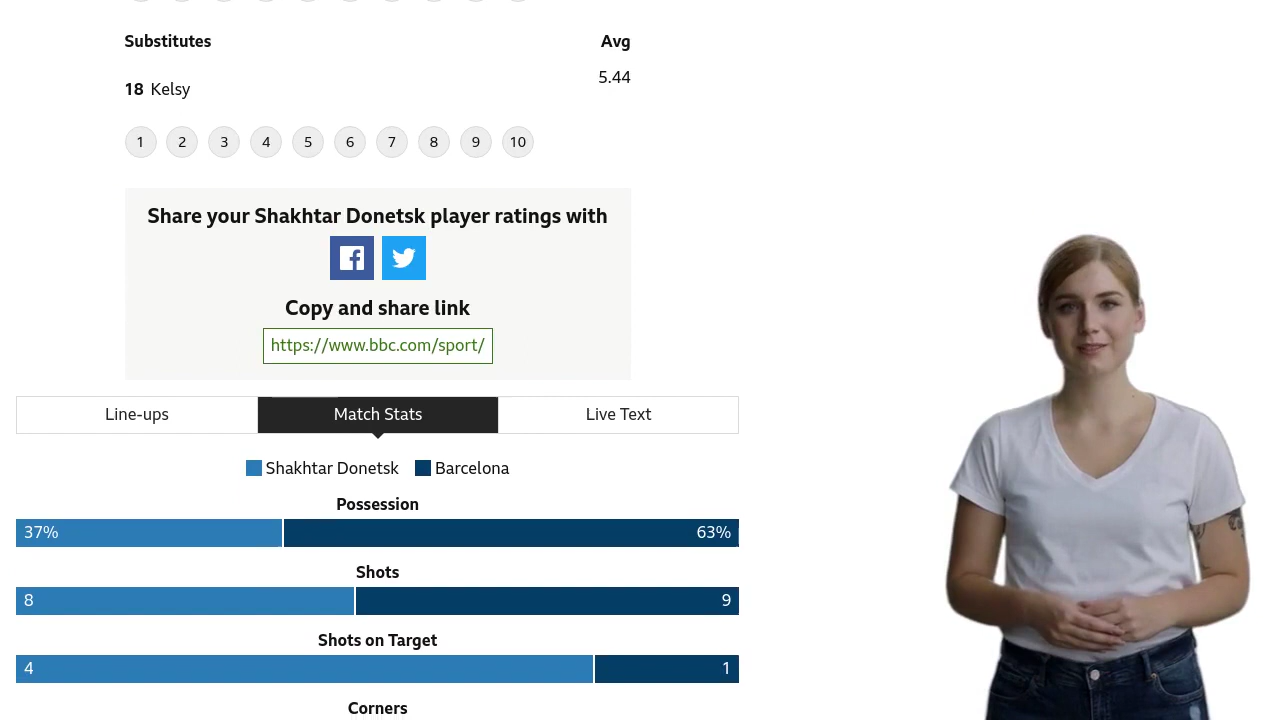 Substitutes Avg
18 Kelsy 5.44
1 2 3 4 5 6 7 8 9 10
Share your Shakhtar Donetsk player ratings with
Copy and share link
https://www.bbc.com/sport/
Line-ups Match Stats Live Text
Shakhtar Donetsk Barcelona
Possession
37% 63%
Shots
8 9
Shots on Target
4 1
Corners